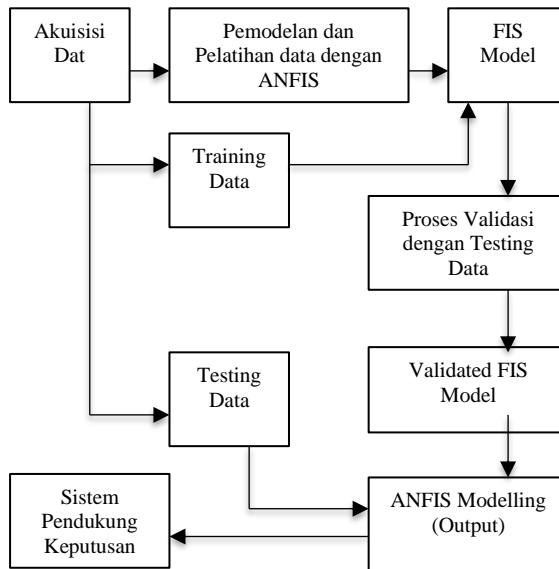 Akuisisi
Dat
Pemodelan dan
Pelatihan data dengan
ANFIS
FIS
Model
Training
Data
Proses Validasi
dengan Testing
Data
Testing
Data
Validated FIS
Model
Sistem
Pendukung
Keputusan
ANFIS Modelling
(Output)